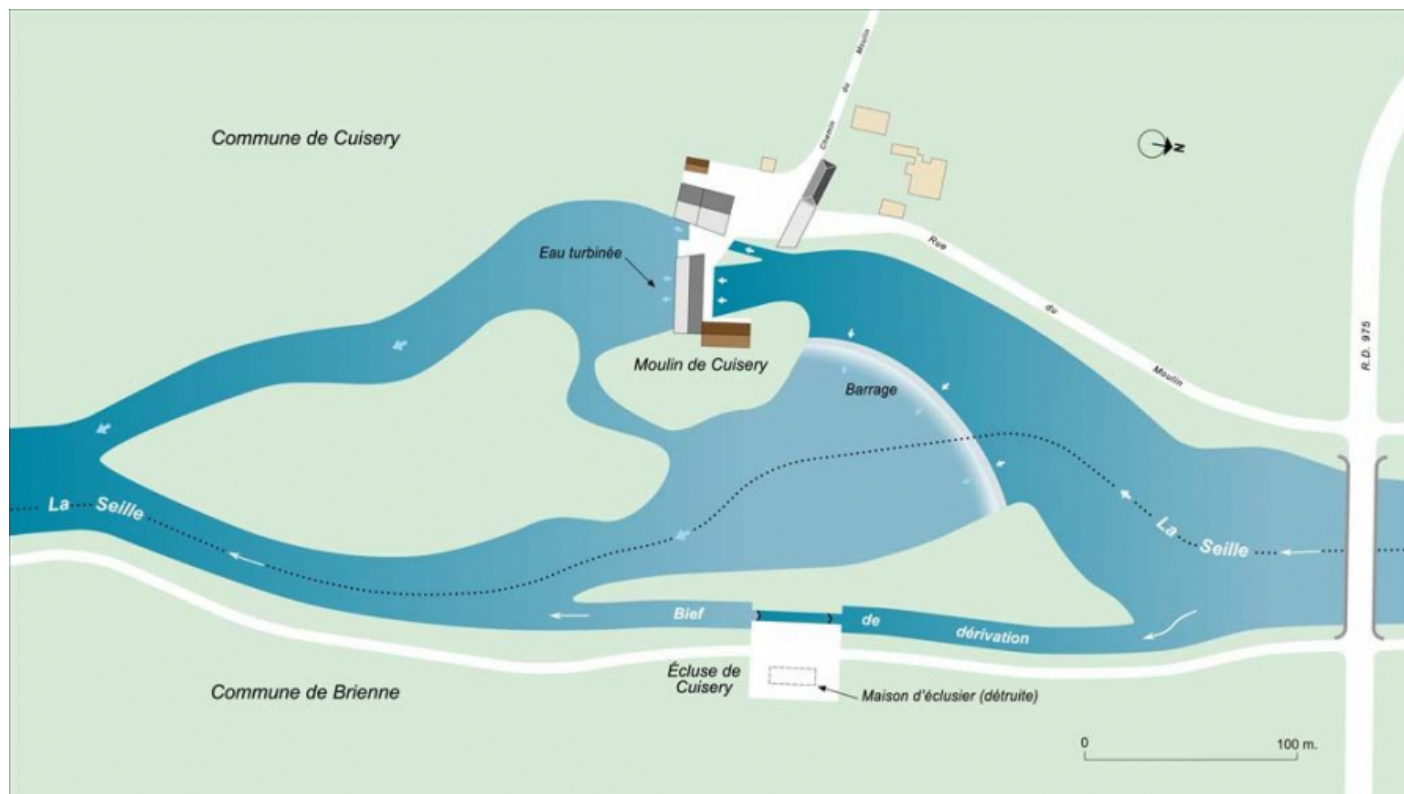 Commune de Cuisery
Chemin du Moulin
N
Eau turbinée
Rue du Moulin
R.D. 975
Moulin de Cuisery
Barrage
La Seille
La Seille
Bief de dérivation
Écluse de
Cuisery
Maison d'éclusier (détruite)
Commune de Brienne
0 100 m.